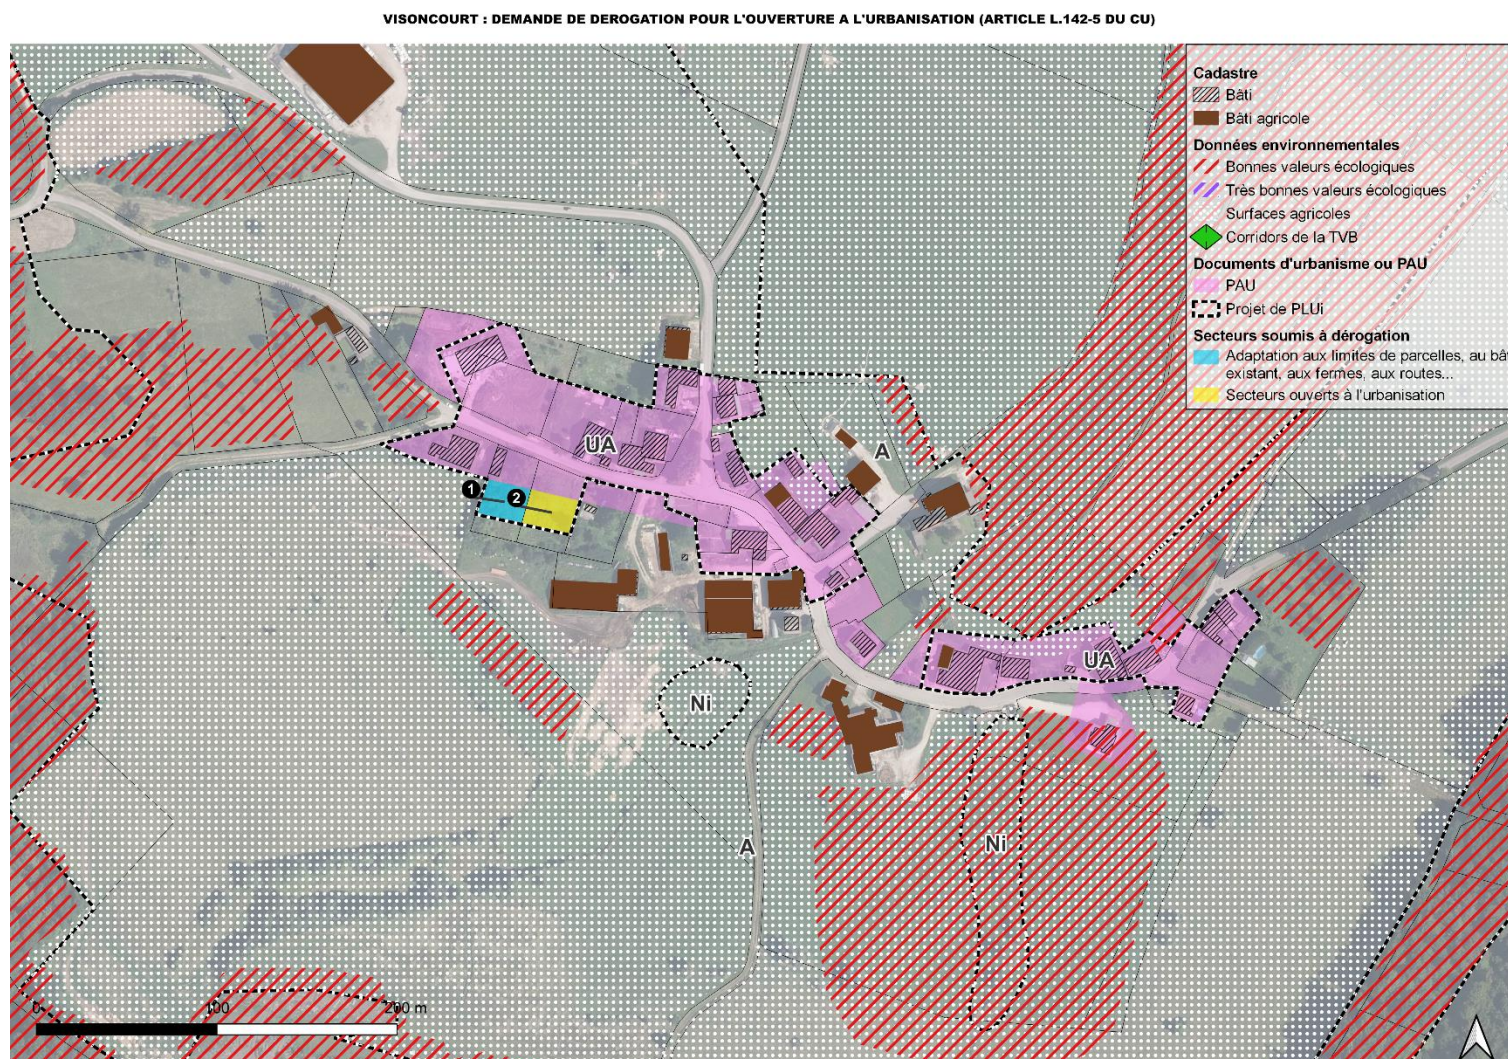 VISONCOURT : DEMANDE DE DEROGATION POUR L'OUVERTURE A L'URBANISATION (ARTICLE L.142-5 DU CU)
Cadastre
Bâti
Bâti agricole
Données environnementales
Bonnes valeurs écologiques
Très bonnes valeurs écologiques
Surfaces agricoles
Corridors de la TVB
Documents d'urbanisme ou PAU
PAU
Projet de PLUi
Secteurs soumis à dérogation
Adaptation aux limites de parcelles, au bâ
existant, aux fermes, aux routes...
Secteurs ouverts à l'urbanisation
UA
A
1
2
UA
Ni
A
Ni
0 100 200 m